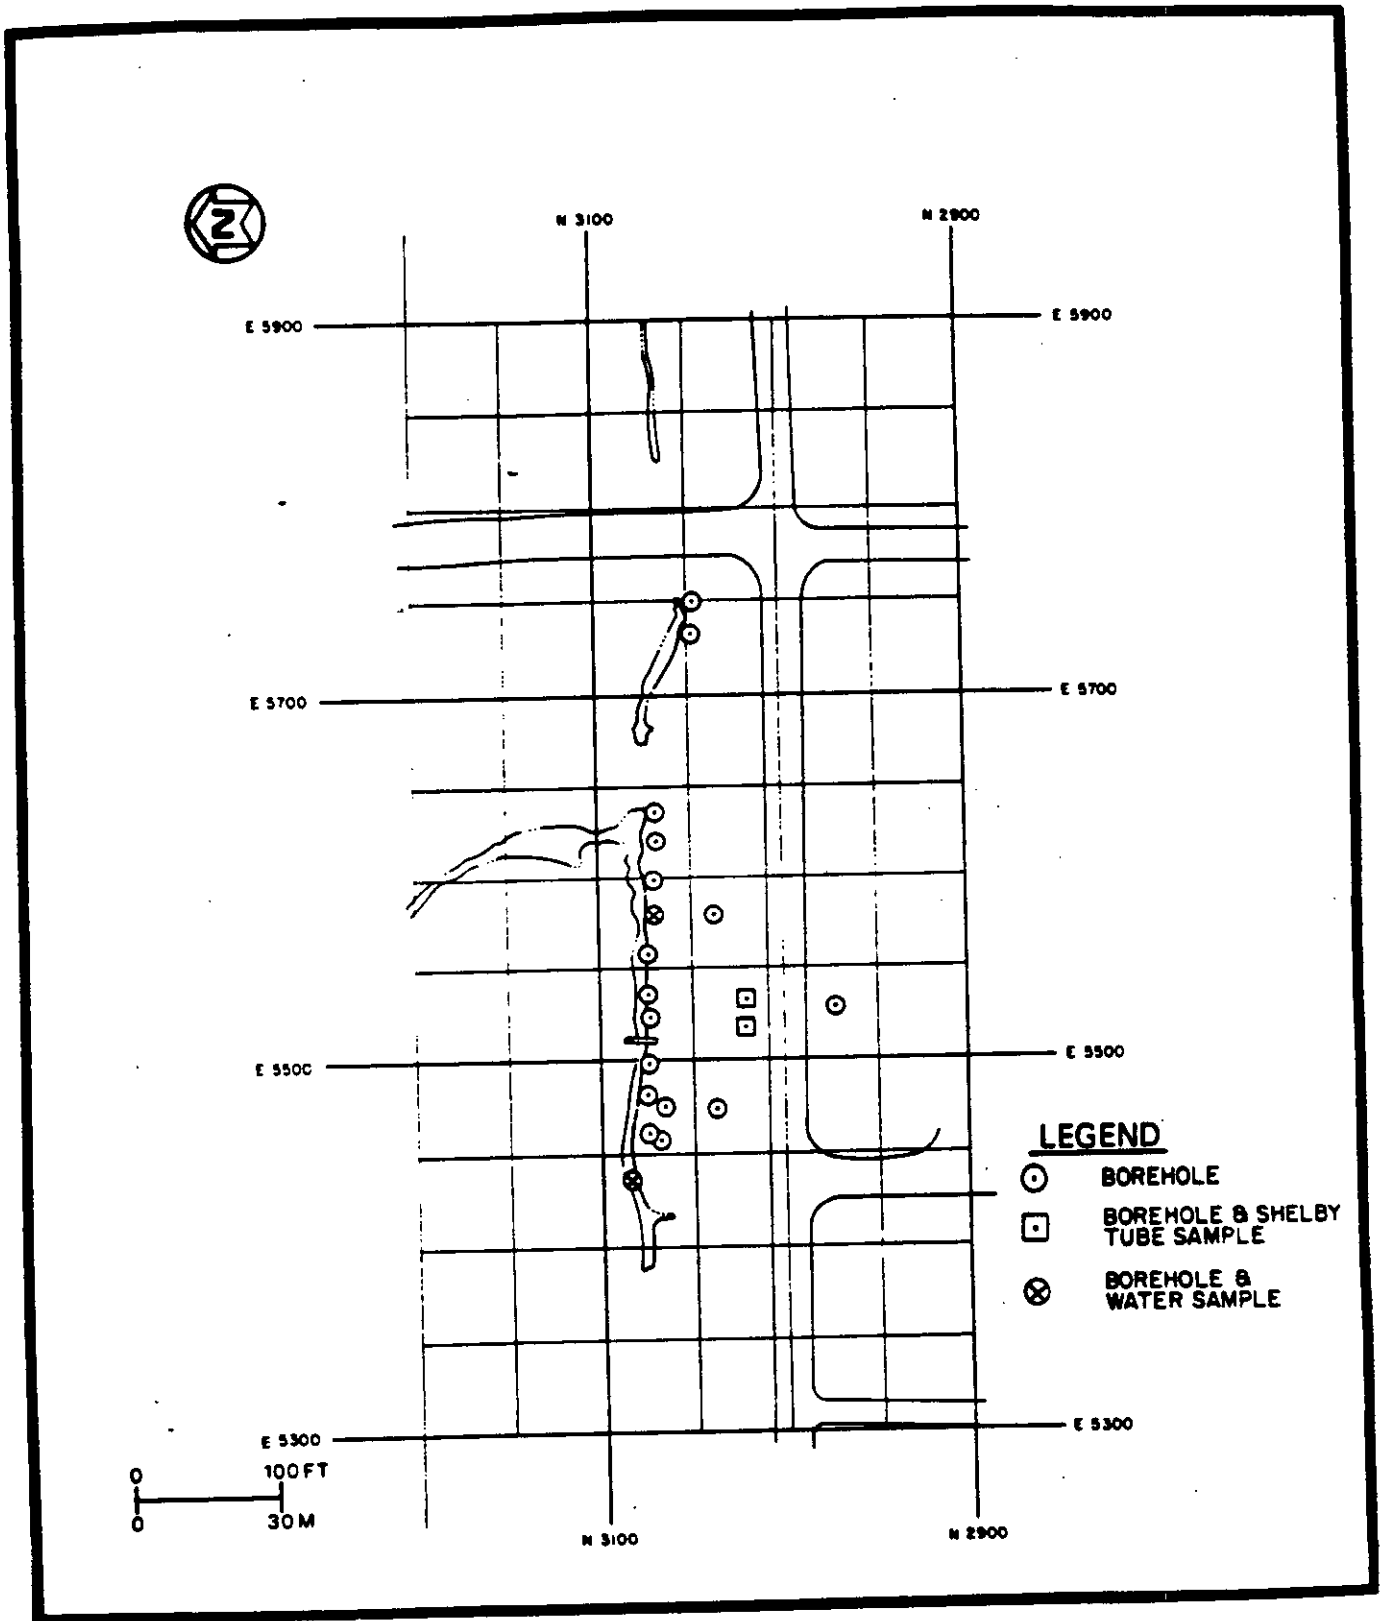 N
N 3100
N 2900
E 5900
E 5900
E 5700
E 5700
E 5500
E 5500
LEGEND
BOREHOLE
BOREHOLE & SHELBY
TUBE SAMPLE
BOREHOLE &
WATER SAMPLE
E 5300
E 5300
0
100 FT
0
30 M
N 3100
N 2900